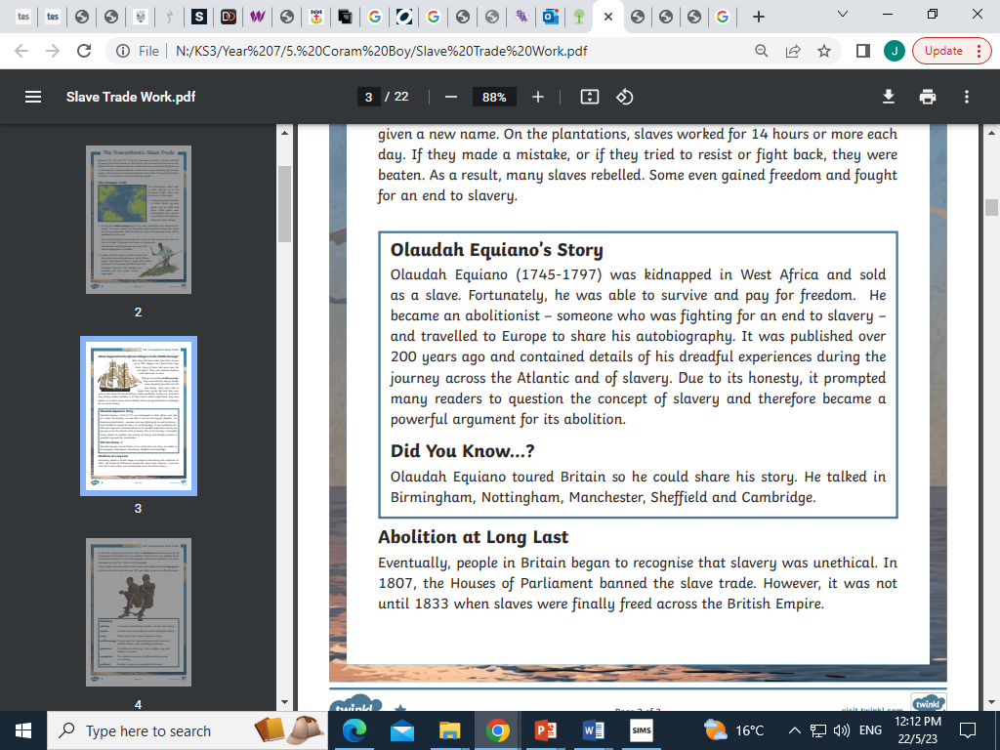 tes
tes
File
N:/KS3/Year%207/5.%20Coram%20Boy/Slave%20Trade%20Work.pdf
J
Update
Slave Trade Work.pdf
3 / 22
88%
The Transatlantic Slave Trade
2
3
4
given a new name. On the plantations, slaves worked for 14 hours or more each
day. If they made a mistake, or if they tried to resist or fight back, they were
beaten. As a result, many slaves rebelled. Some even gained freedom and fought
for an end to slavery.
Olaudah Equiano's Story
Olaudah Equiano (1745-1797) was kidnapped in West Africa and sold
as a slave. Fortunately, he was able to survive and pay for freedom. He
became an abolitionist – someone who was fighting for an end to slavery –
and travelled to Europe to share his autobiography. It was published over
200 years ago and contained details of his dreadful experiences during the
journey across the Atlantic and of slavery. Due to its honesty, it prompted
many readers to question the concept of slavery and therefore became a
powerful argument for its abolition.
Did You Know...?
Olaudah Equiano toured Britain so he could share his story. He talked in
Birmingham, Nottingham, Manchester, Sheffield and Cambridge.
Abolition at Long Last
Eventually, people in Britain began to recognise that slavery was unethical. In
1807, the Houses of Parliament banned the slave trade. However, it was not
until 1833 when slaves were finally freed across the British Empire.
twinkl
visit twinkl.com
twinkl
Type here to search
SIMS
16°C
ENG
12:12 PM
22/5/23